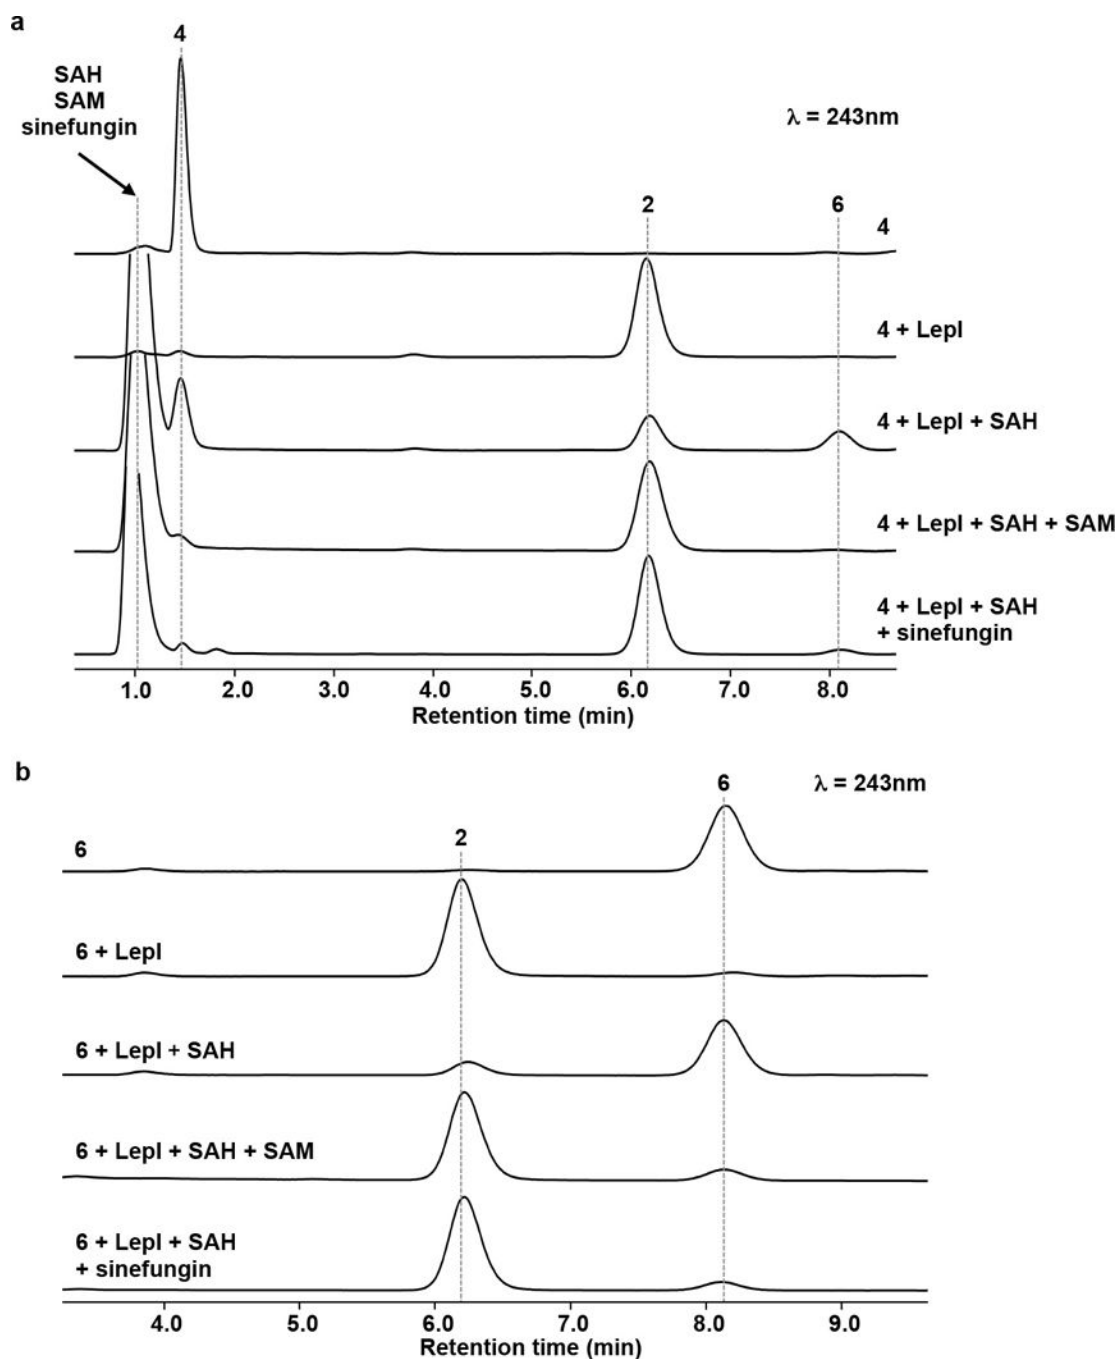 a
4
SAH
SAM
sinefungin
λ = 243nm
2
6
4
4 + LepI
4 + LepI + SAH
4 + LepI + SAH + SAM
4 + LepI + SAH
+ sinefungin
1.0 2.0 3.0 4.0 5.0 6.0 7.0 8.0
Retention time (min)
b
6
λ = 243nm
2
6
6 + LepI
6 + LepI + SAH
6 + LepI + SAH + SAM
6 + LepI + SAH
+ sinefungin
4.0 5.0 6.0 7.0 8.0 9.0
Retention time (min)